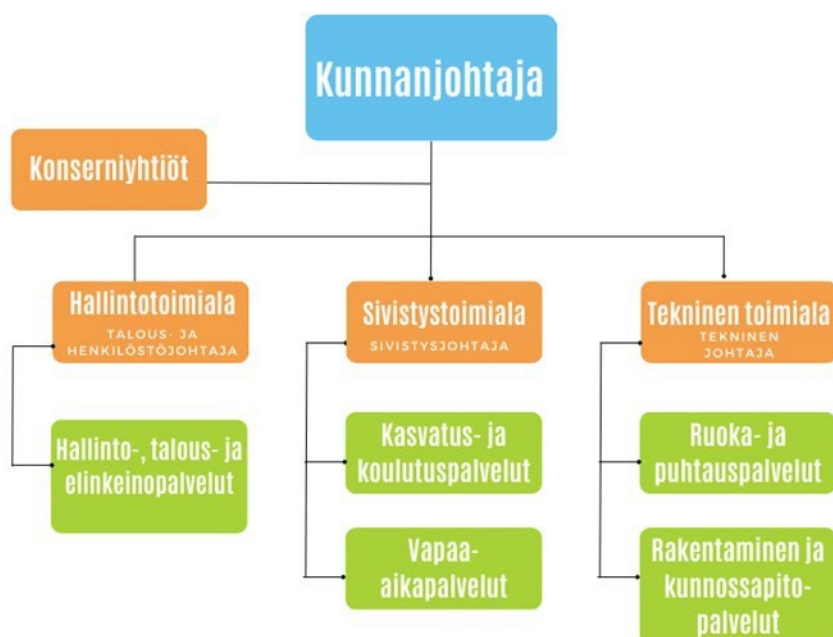 Kunnanjohtaja
Konserniyhtiöt
Hallintotoimiala
TALOUS- JA
HENKILÖSTÖJOHTAJA
Hallinto-, talous- ja
elinkeinopalvelut
Sivistystoimiala
SIVISTYSJOHTAJA
Kasvatus- ja
koulutuspalvelut
Vapaa-
aikapalvelut
Tekninen toimiala
TEKNINEN
JOHTAJA
Ruoka- ja
puhtauspalvelut
Rakentaminen ja
kunnossapito-
palvelut